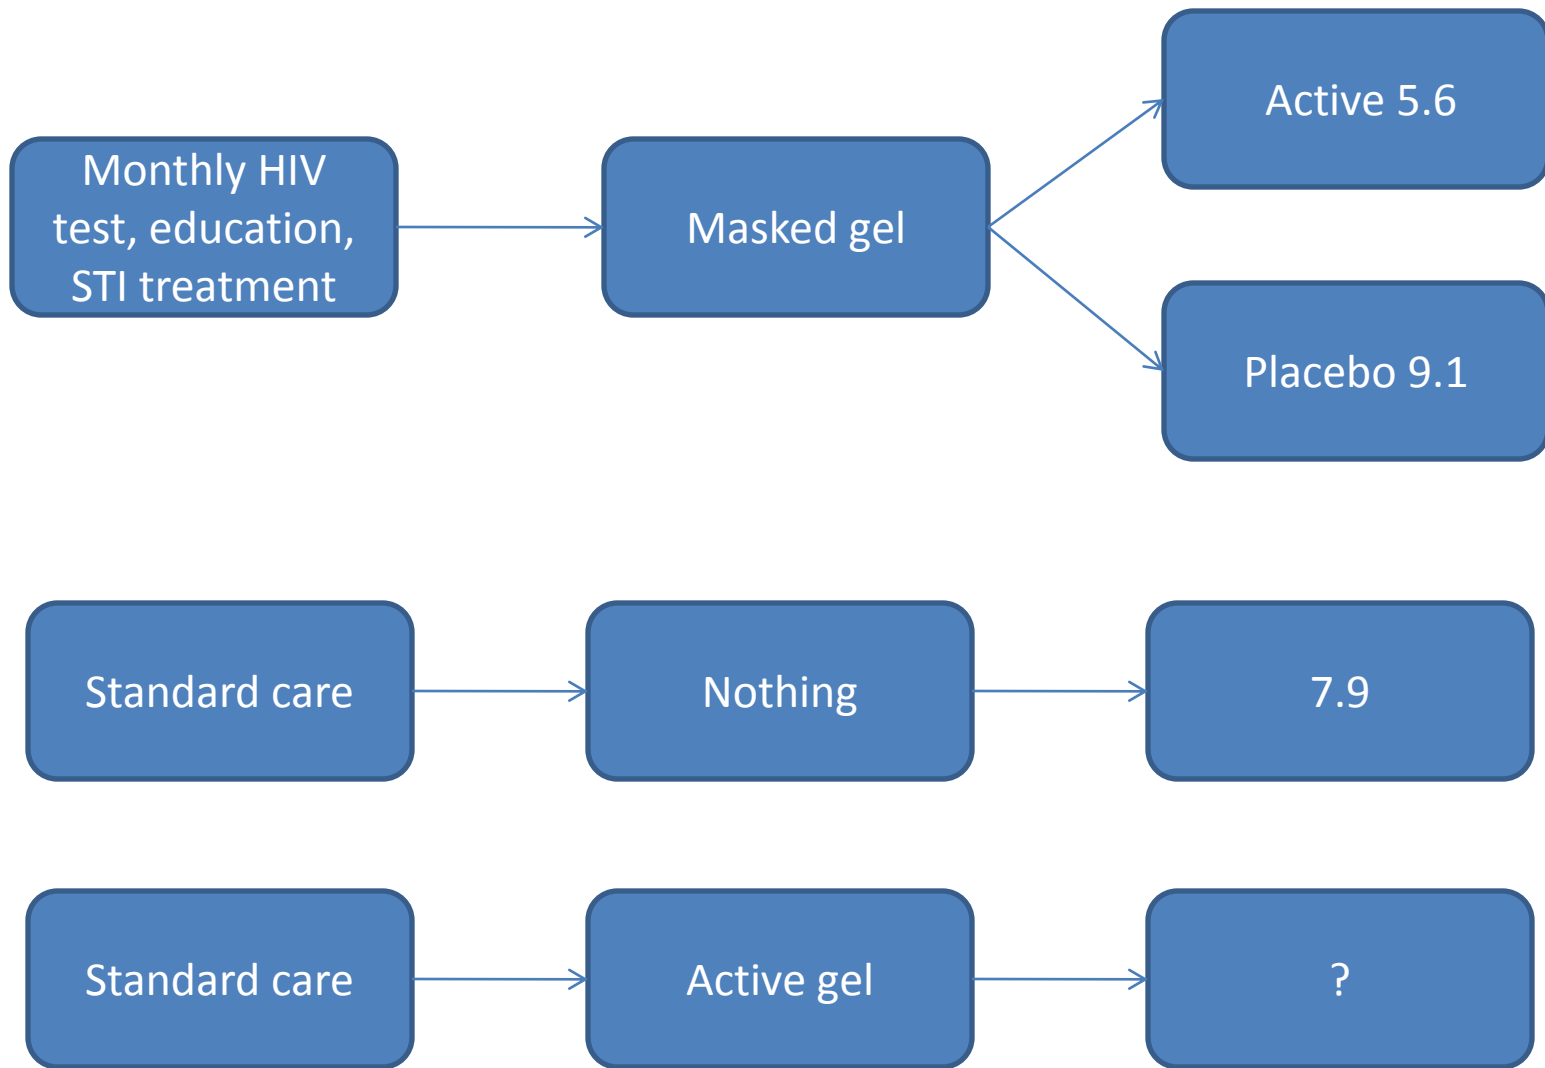 Monthly HIV
test, education,
STI treatment
Masked gel
Active 5.6
Placebo 9.1
Standard care
Nothing
7.9
Standard care
Active gel
?